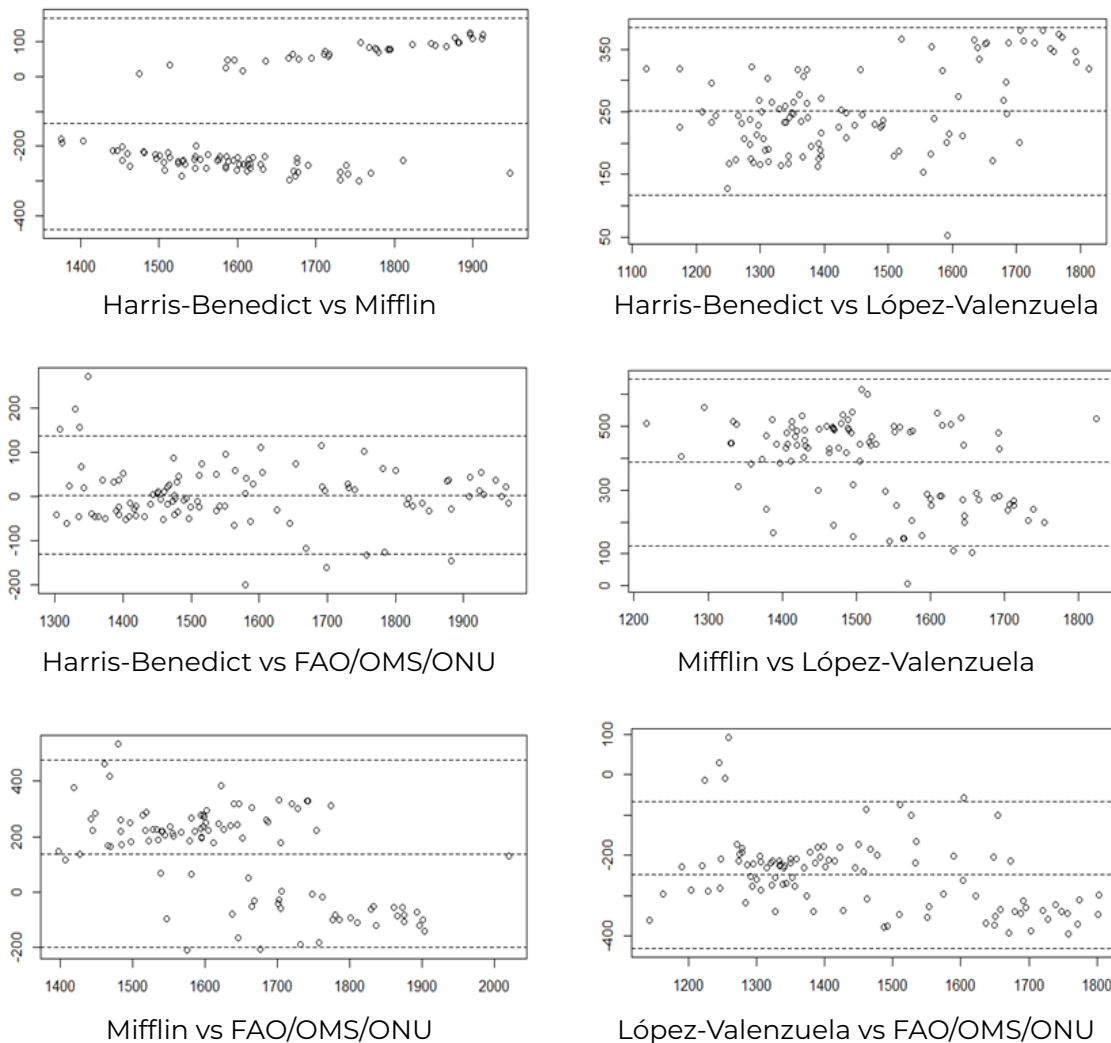 100
0
-200
-400
1400 1500 1600 1700 1800 1900
Harris-Benedict vs Mifflin
350
250
150
50
1100 1200 1300 1400 1500 1600 1700 1800
Harris-Benedict vs López-Valenzuela
200
100
0
-100
-200
1300 1400 1500 1600 1700 1800 1900
Harris-Benedict vs FAO/OMS/ONU
500
300
100
0
1200 1300 1400 1500 1600 1700 1800
Mifflin vs López-Valenzuela
400
200
0
-200
1400 1500 1600 1700 1800 1900 2000
Mifflin vs FAO/OMS/ONU
100
0
-200
-400
1200 1300 1400 1500 1600 1700 1800
López-Valenzuela vs FAO/OMS/ONU